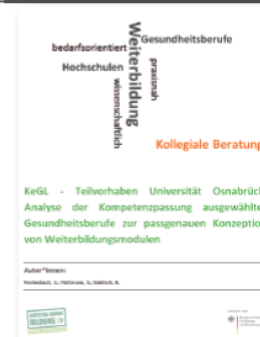 Gesundheitsberufe
bedarfsorientiert
Weiterbildung
Hochschulen
praxisnah
wissenschaftlich
Kollegiale Beratung
KeGL - Teilvorhaben Universität Osnabrück
Analyse der Kompetenzpassung ausgewählte
Gesundheitsberufe zur passgenauen Konzeption
von Weiterbildungsmodulen
Autor*innen: